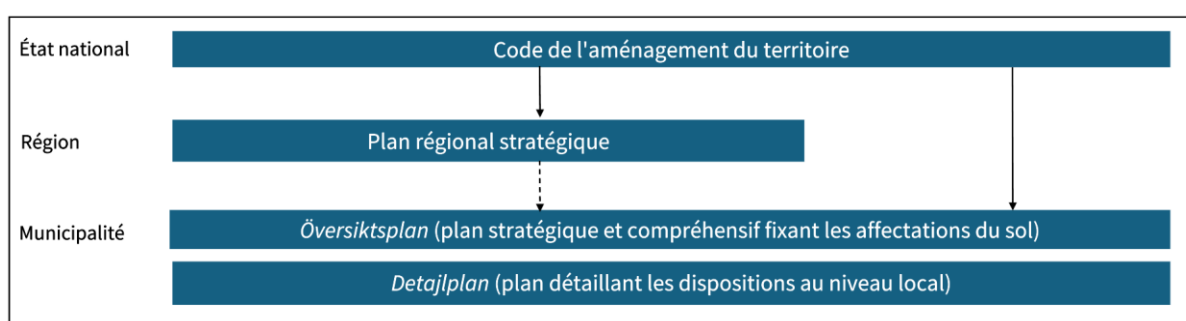 État national
Code de l'aménagement du territoire
Région
Plan régional stratégique
Municipalité
Översiktsplan (plan stratégique et compréhensif fixant les affectations du sol)
Detajlplan (plan détaillant les dispositions au niveau local)